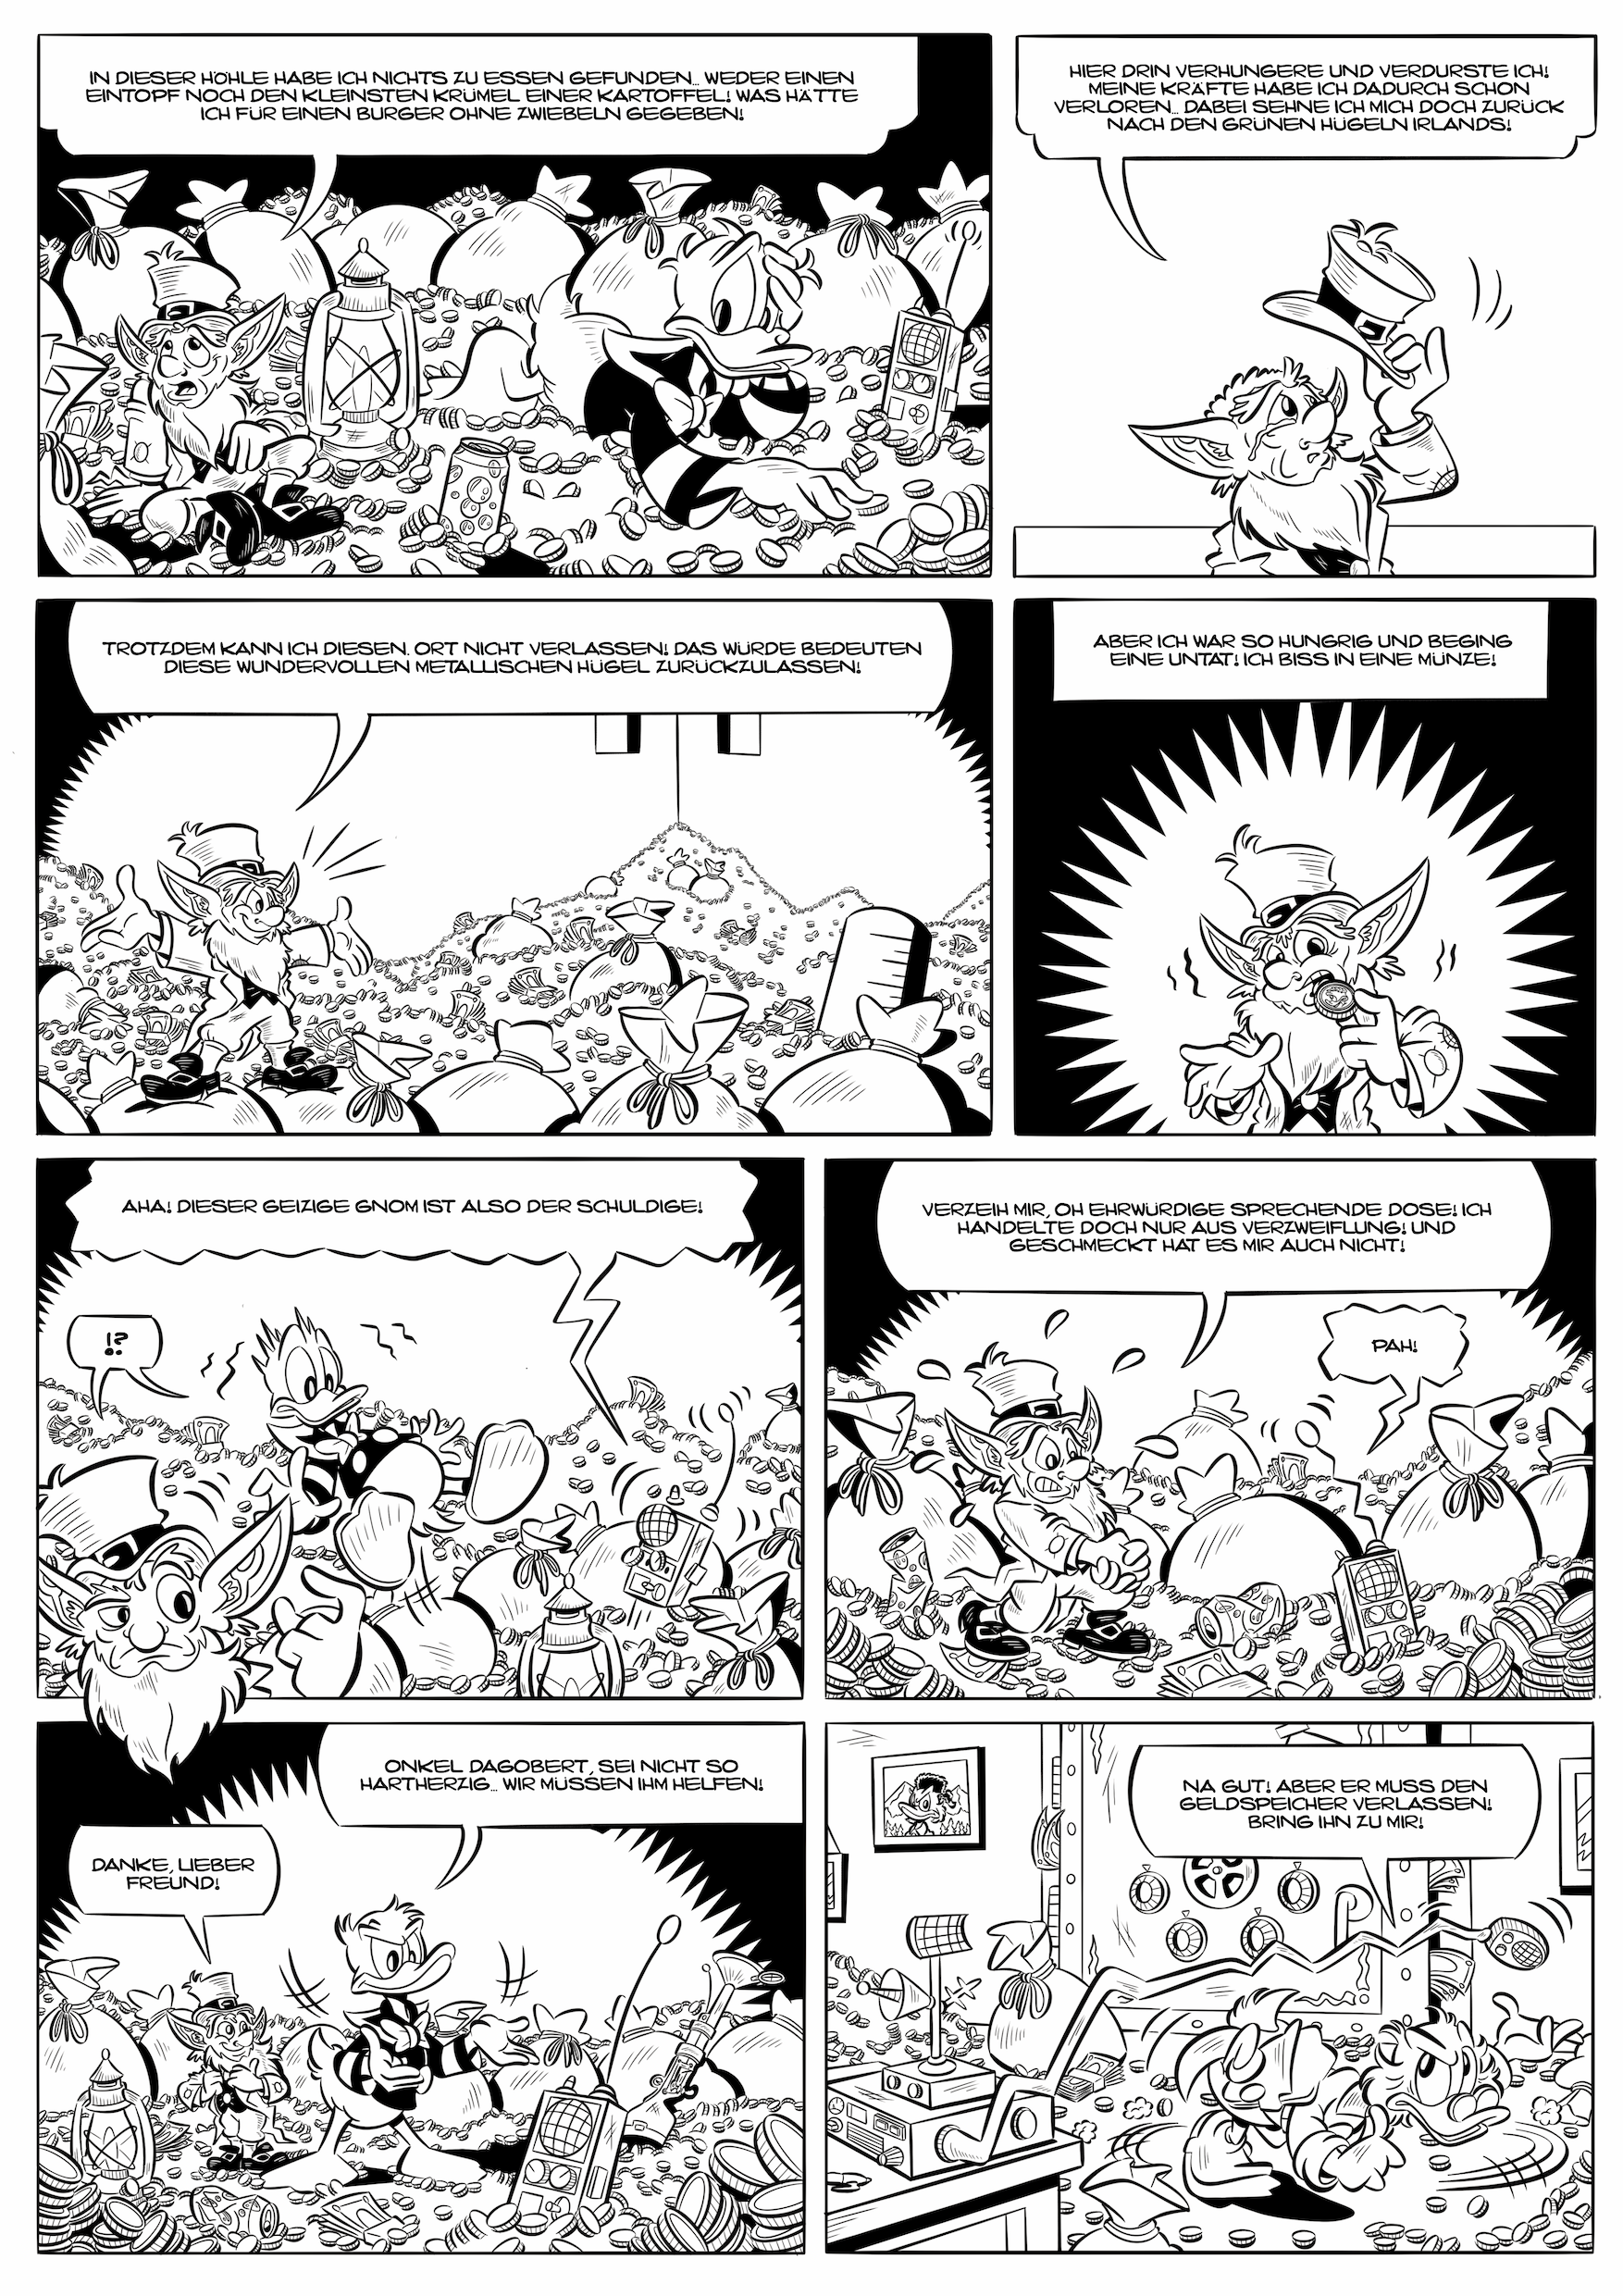 IN DIESER HÖHLE HABE ICH NICHTS ZU ESSEN GEFUNDEN... WEDER EINEN
EINTOPF NOCH DEN KLEINSTEN KRÜMEL EINER KARTOFFEL! WAS HÄTTE
ICH FÜR EINEN BURGER OHNE ZWIEBELN GEGEBEN!
HIER DRIN VERHUNGERE UND VERDURSTE ICH!
MEINE KRÄFTE HABE ICH DADURCH SCHON
VERLOREN... DABEI SEHNE ICH MICH DOCH ZURÜCK
NACH DEN GRÜNEN HÜGELN IRLANDS!
TROTZDEM KANN ICH DIESEN. ORT NICHT VERLASSEN! DAS WÜRDE BEDEUTEN
DIESE WUNDERVOLLEN METALLISCHEN HÜGEL ZURÜCKZULASSEN!
ABER ICH WAR SO HUNGRIG UND BEGING
EINE UNTAT! ICH BISS IN EINE MÜNZE!
AHA! DIESER GEIZIGE GNOM IST ALSO DER SCHULDIGE!
!?
VERZEIH MIR, OH EHRWÜRDIGE SPRECHENDE DOSE! ICH
HANDELTE DOCH NUR AUS VERZWEIFLUNG! UND
GESCHMECKT HAT ES MIR AUCH NICHT!
PAH!
ONKEL DAGOBERT, SEI NICHT SO
HARTHERZIG... WIR MÜSSEN IHM HELFEN!
DANKE, LIEBER
FREUND!
NA GUT! ABER ER MUSS DEN
GELDSPEICHER VERLASSEN!
BRING IHN ZU MIR!